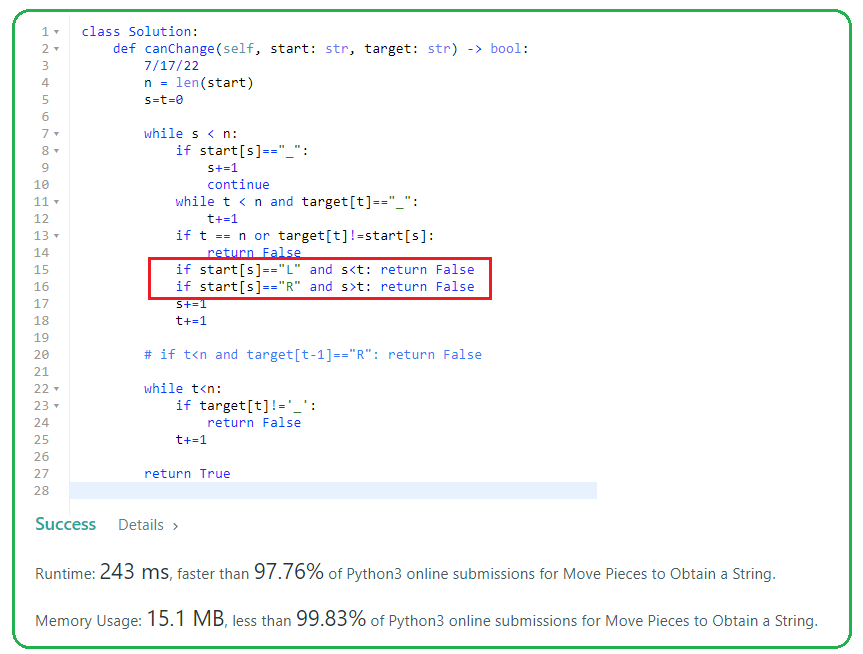 1 class Solution:
2 def canChange(self, start: str, target: str) -> bool:
3 7/17/22
4 n = len(start)
5 s=t=0
6
7 while s < n:
8 if start[s]=="_":
9 s+=1
10 continue
11 while t < n and target[t]=="_":
12 t+=1
13 if t == n or target[t]!=start[s]:
14 return False
15 if start[s]=="L" and s<t: return False
16 if start[s]=="R" and s>t: return False
17 s+=1
18 t+=1
19
20 # if t<n and target[t-1]=="R": return False
21
22 while t<n:
23 if target[t]!='_':
24 return False
25 t+=1
26
27 return True
28
Success Details >
Runtime: 243 ms, faster than 97.76% of Python3 online submissions for Move Pieces to Obtain a String.
Memory Usage: 15.1 MB, less than 99.83% of Python3 online submissions for Move Pieces to Obtain a String.